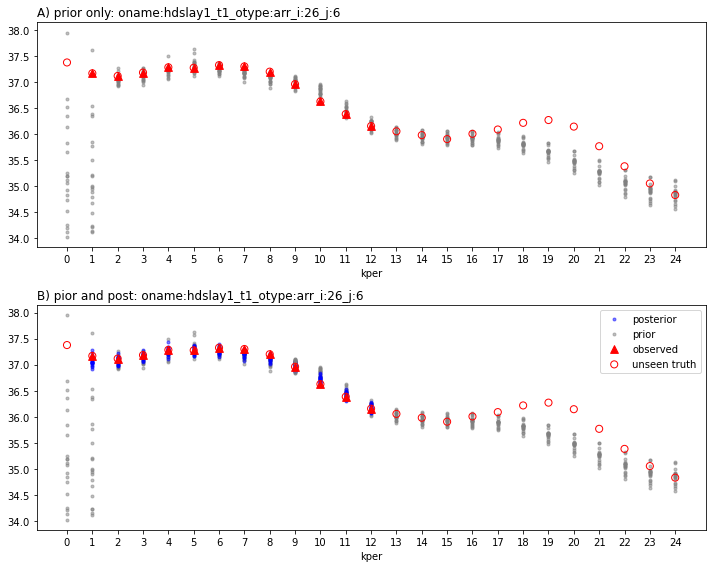 A) prior only: oname:hdslay1_t1_otype:arr_i:26_j:6
38.0
37.5
37.0
36.5
36.0
35.5
35.0
34.5
34.0
0 1 2 3 4 5 6 7 8 9 10 11 12 13 14 15 16 17 18 19 20 21 22 23 24
kper
B) pior and post: oname:hdslay1_t1_otype:arr_i:26_j:6
38.0
37.5
37.0
36.5
36.0
35.5
35.0
34.5
34.0
posterior
prior
observed
unseen truth
0 1 2 3 4 5 6 7 8 9 10 11 12 13 14 15 16 17 18 19 20 21 22 23 24
kper